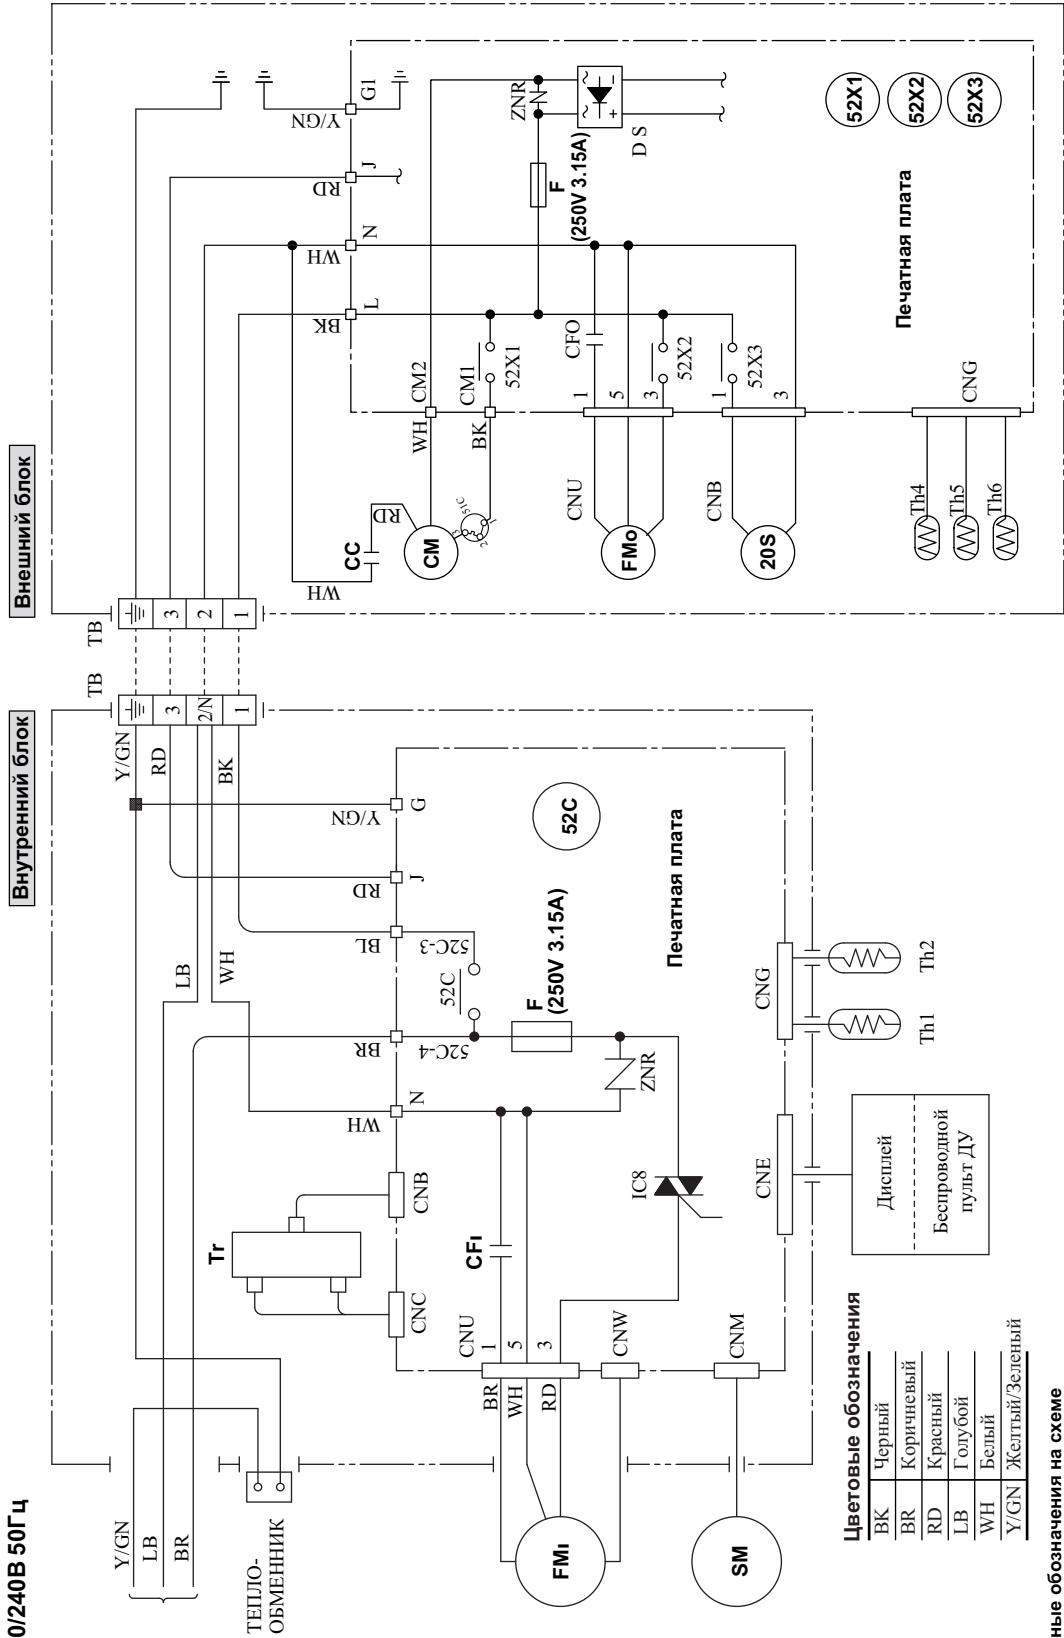 0/240В 50Гц
Внутренний блок
Внешний блок
Y/GN
LB
BR
ТЕПЛО-
ОБМЕННИК
Y/GN
RD
LB
WH
BK
TB
3
2/N
1
TB
3
2
1
Tr
CNC
CNB
WH
N
BR
52C-4
BL
52C-3
RD
J
Y/GN
G
52C
52C
F
(250V 3.15A)
ZNR
IC8
CFI
Печатная плата
CNU
1
5
3
BR
WH
RD
CNW
CNM
FMI
SM
CNE
CNG
Th1
Th2
Дисплей
Беспроводной
пульт ДУ
WH
CC
RD
CM
51C
1
2
3
WH
CM2
BK
CM1
52X1
BK
L
WH
N
RD
J
Y/GN
G1
ZNR
D S
~
~
+
−
F
(250V 3.15A)
CNU
1
5
3
CFO
52X2
FMO
CNB
1
3
52X3
20S
Th4
Th5
Th6
CNG
Печатная плата
52X1
52X2
52X3
Цветовые обозначения
BK Черный
BR Коричневый
RD Красный
LB Голубой
WH Белый
Y/GN Желтый/Зеленый
ные обозначения на схеме